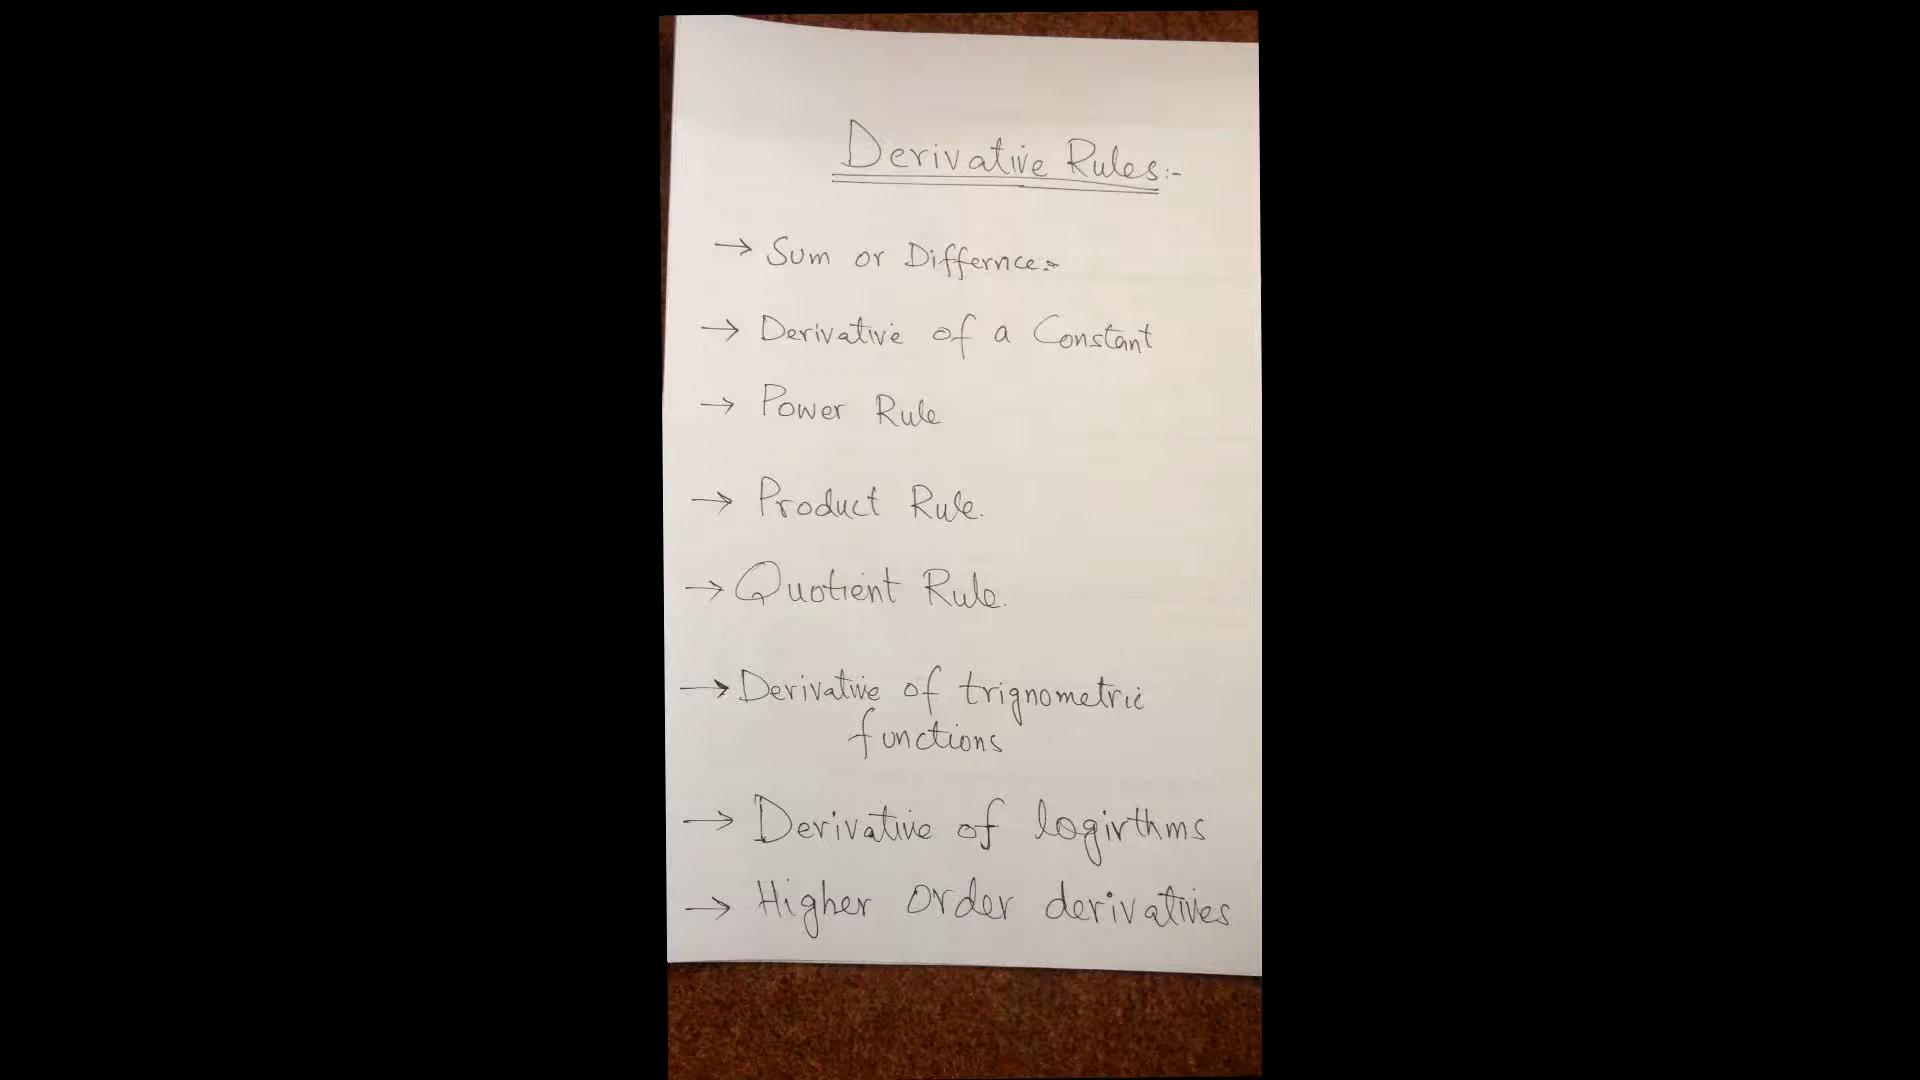 Derivative Rules:-
→ Sum or Differnce:-
→ Derivative of a Constant
→ Power Rule
→ Product Rule.
→ Quotient Rule.
→ Derivative of trignometric
functions
→ Derivative of logirthms
→ Higher order derivatives